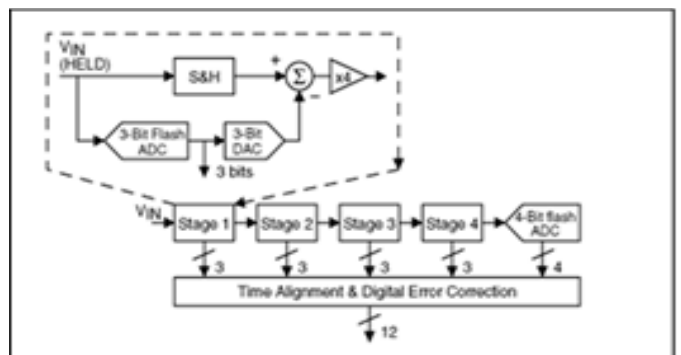 VIN
(HELD)
S&H
+
Σ
−
x4
3-Bit Flash
ADC
3-Bit
DAC
3 bits
VIN
Stage 1
Stage 2
Stage 3
Stage 4
4-Bit flash
ADC
3
3
3
3
4
Time Alignment & Digital Error Correction
12